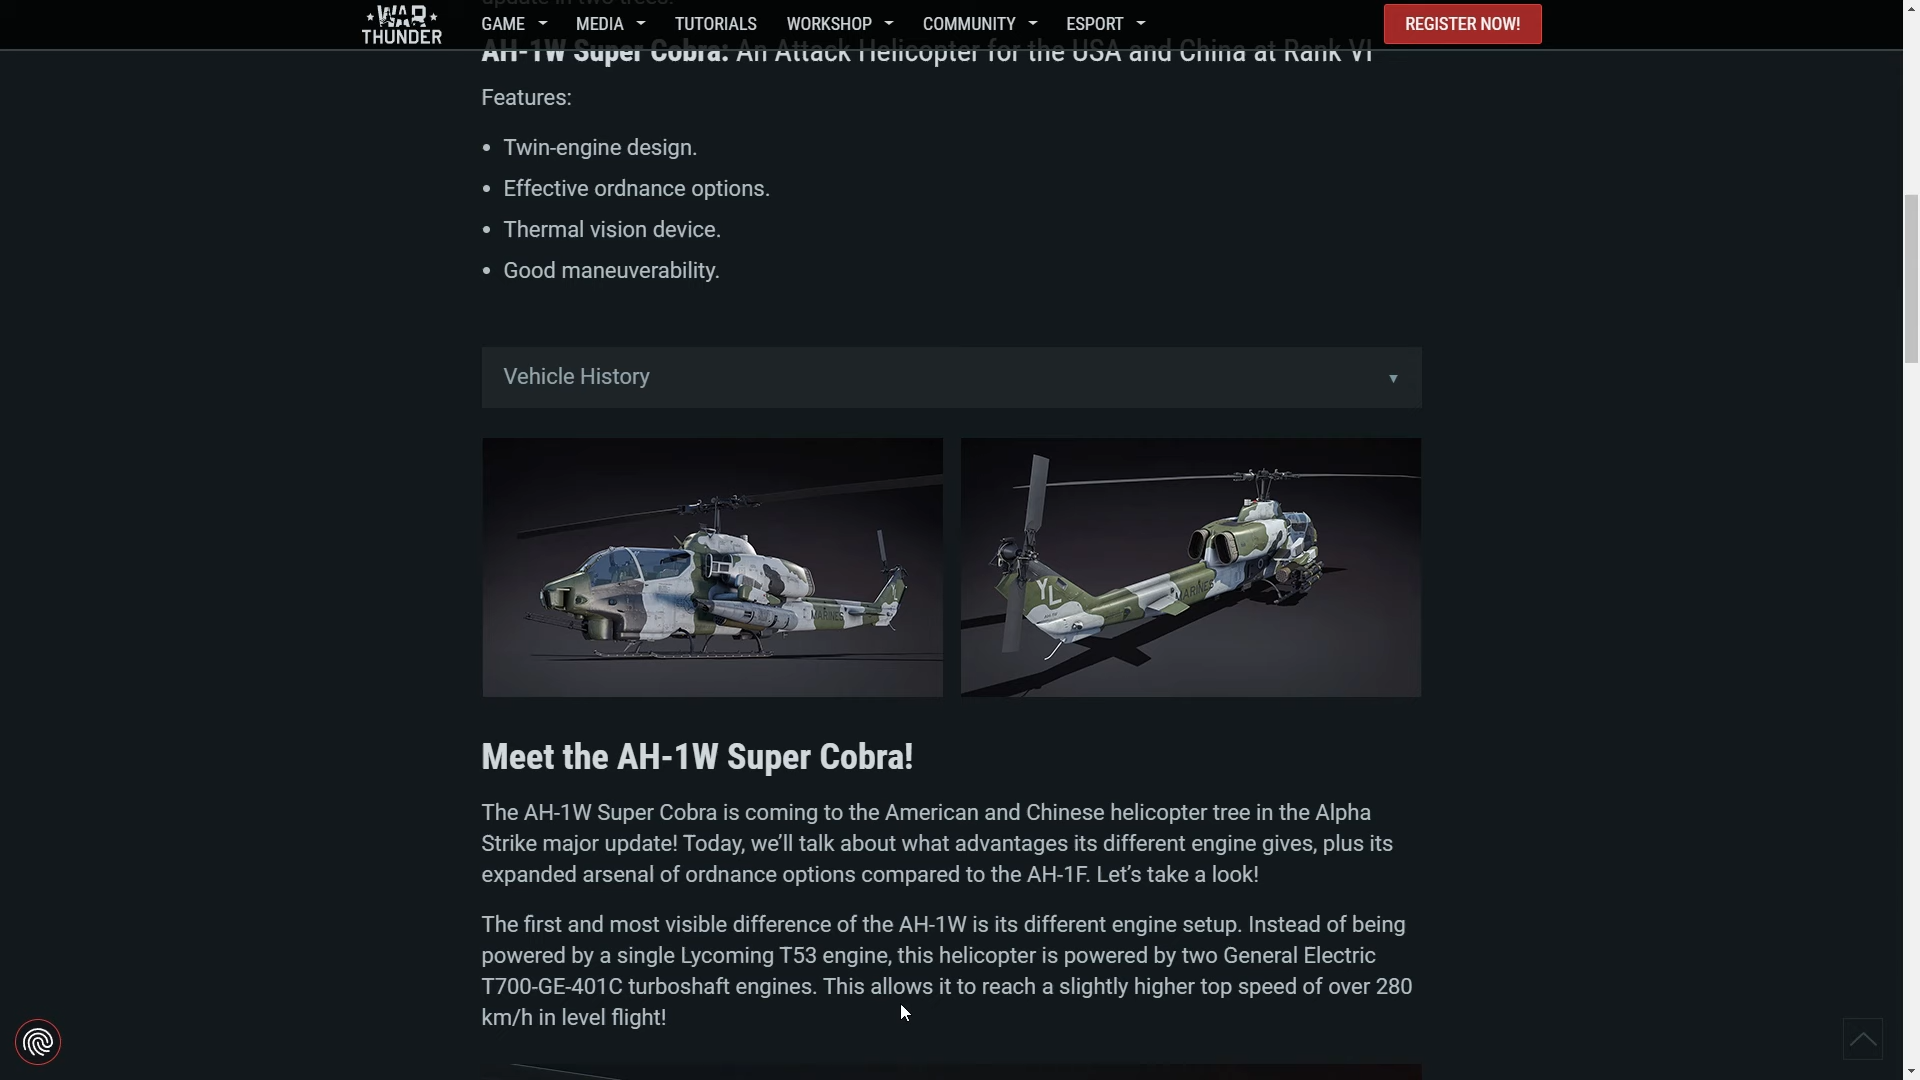 update in two trees.
WAR THUNDER
GAME
MEDIA
TUTORIALS
WORKSHOP
COMMUNITY
ESPORT
REGISTER NOW!
AH-1W Super Cobra: An Attack Helicopter for the USA and China at Rank VI
Features:
• Twin-engine design.
• Effective ordnance options.
• Thermal vision device.
• Good maneuverability.
Vehicle History
MARINES
YL
MARINES
Meet the AH-1W Super Cobra!
The AH-1W Super Cobra is coming to the American and Chinese helicopter tree in the Alpha
Strike major update! Today, we’ll talk about what advantages its different engine gives, plus its
expanded arsenal of ordnance options compared to the AH-1F. Let’s take a look!
The first and most visible difference of the AH-1W is its different engine setup. Instead of being
powered by a single Lycoming T53 engine, this helicopter is powered by two General Electric
T700-GE-401C turboshaft engines. This allows it to reach a slightly higher top speed of over 280
km/h in level flight!